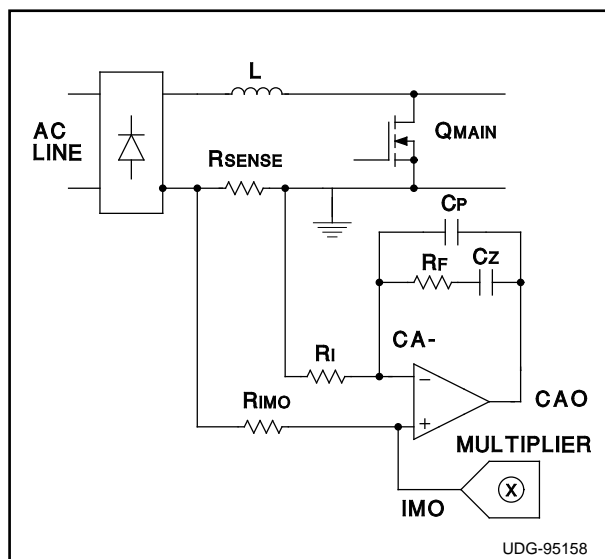 L
AC
LINE
QMAIN
RSENSE
CP
RF
CZ
CA-
RI
−
+
CAO
RIMO
MULTIPLIER
X
IMO
UDG-95158